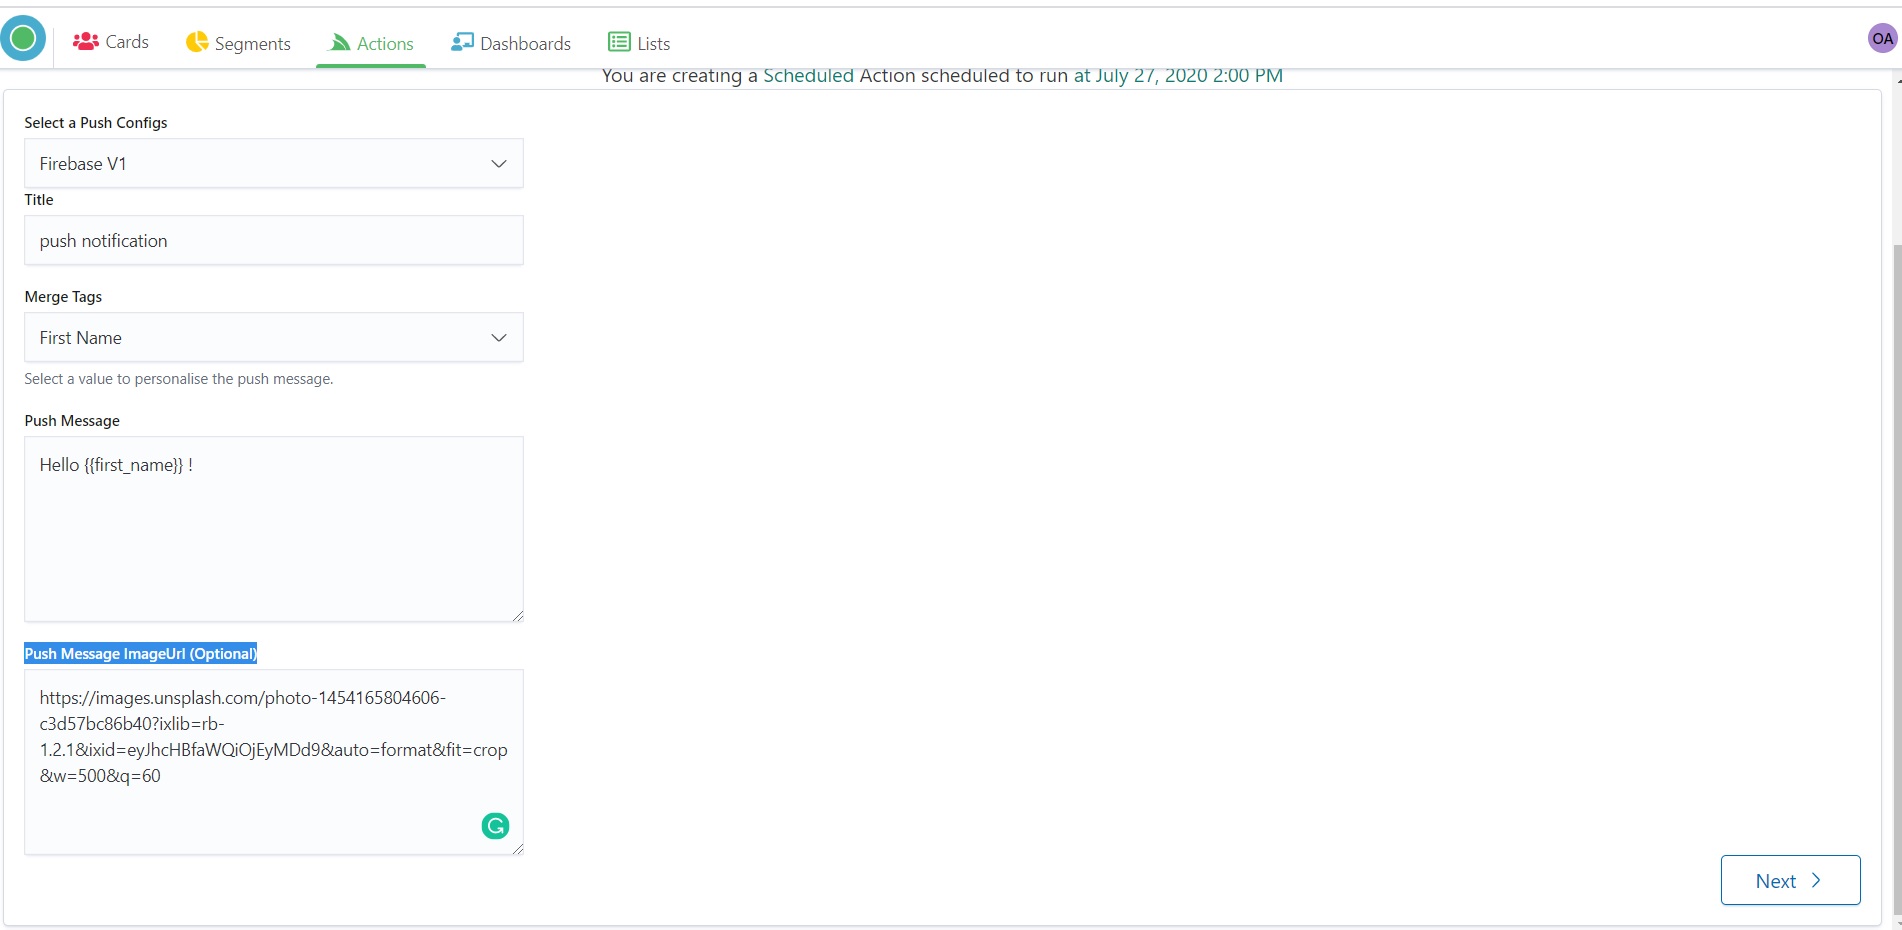 Cards
Segments
Actions
Dashboards
Lists
OA
You are creating a Scheduled Action scheduled to run at July 27, 2020 2:00 PM
Select a Push Configs
Firebase V1
Title
push notification
Merge Tags
First Name
Select a value to personalise the push message.
Push Message
Hello {{first_name}} !
Push Message ImageUrl (Optional)
https://images.unsplash.com/photo-1454165804606-
c3d57bc86b40?ixlib=rb-
1.2.1&ixid=eyJhcHBfaWQiOjEyMDd9&auto=format&fit=crop
&w=500&q=60
Next